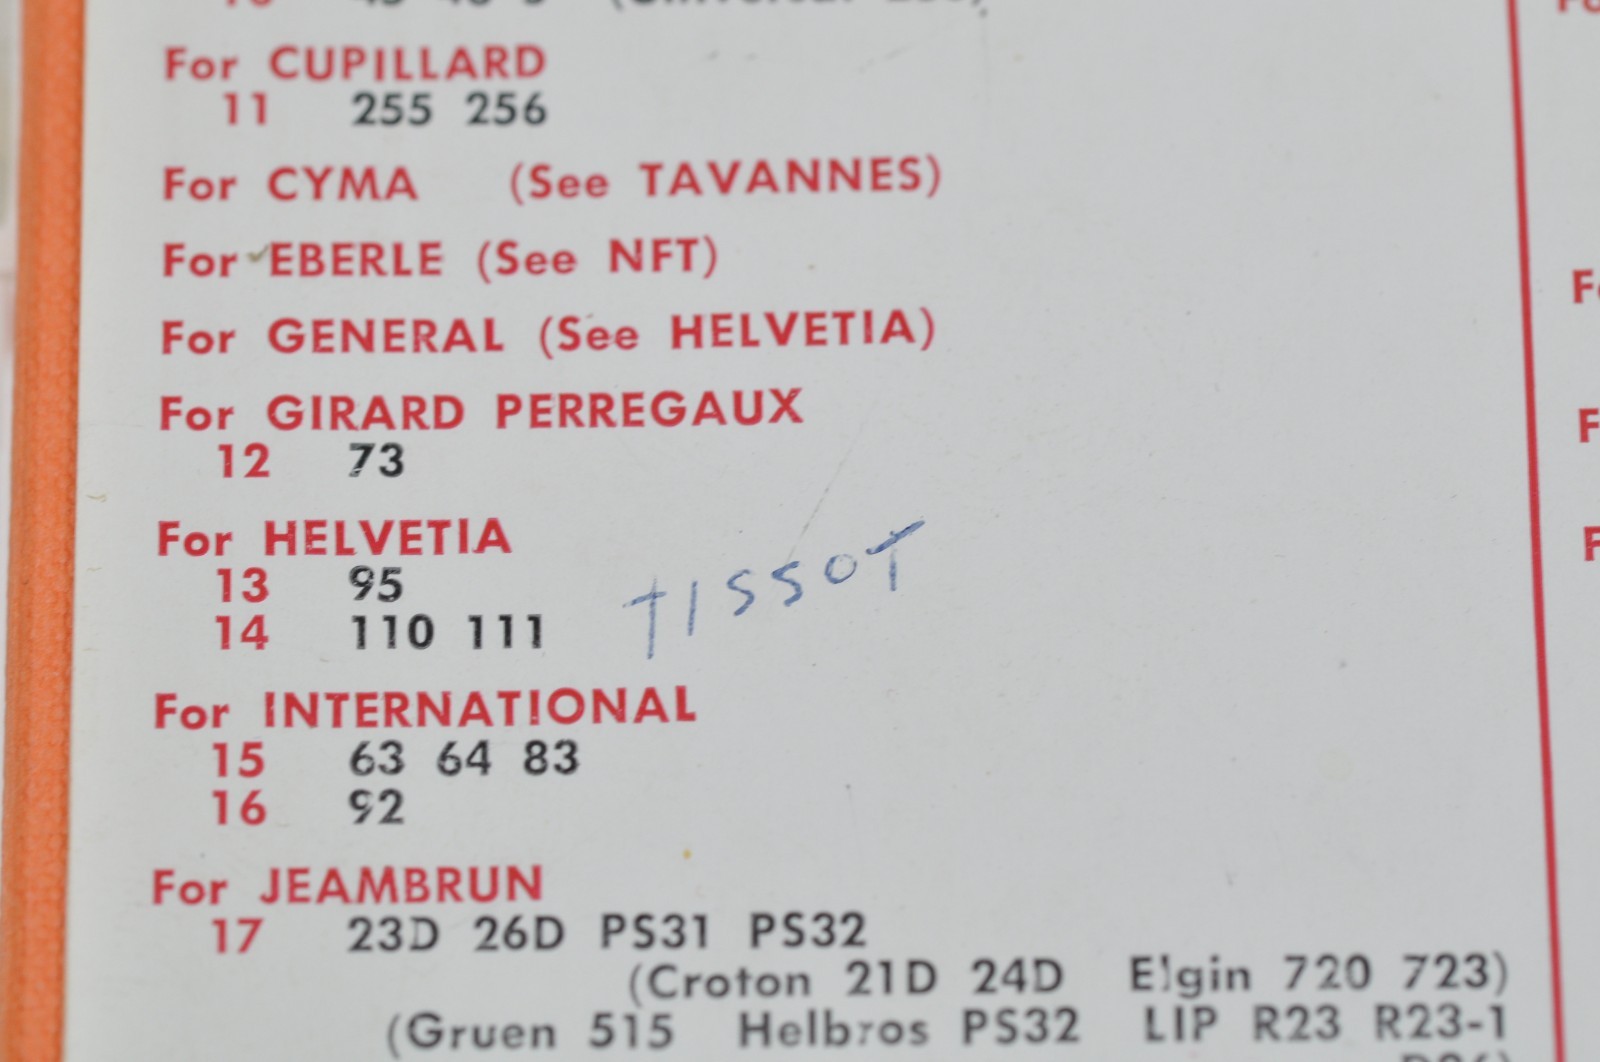 For CUPILLARD
11 255 256
For CYMA (See TAVANNES)
For EBERLE (See NFT)
For GENERAL (See HELVETIA)
For GIRARD PERREGAUX
12 73
For HELVETIA
13 95
14 110 111
TISSOT
For INTERNATIONAL
15 63 64 83
16 92
For JEAMBRUN
17 23D 26D PS31 PS32
(Croton 21D 24D Elgin 720 723)
(Gruen 515 Helbros PS32 LIP R23 R23-1